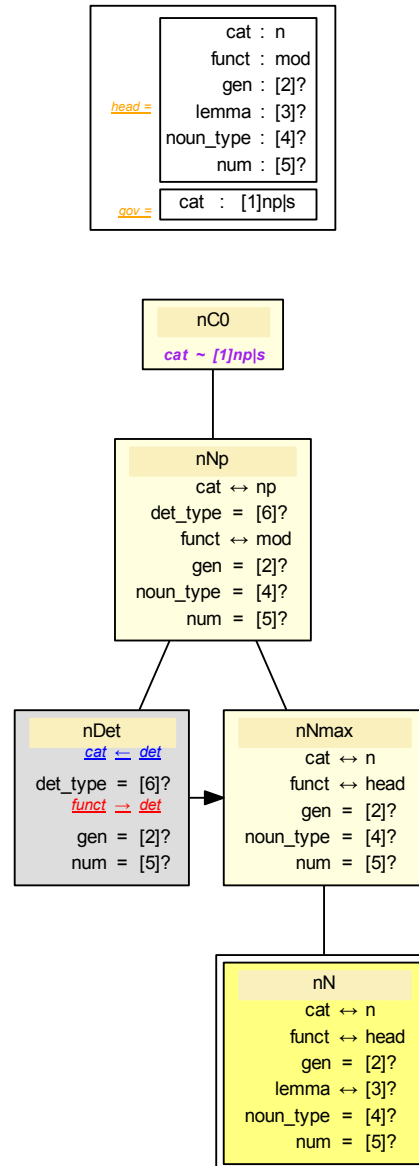 cat : n
funct : mod
gen : [2]?
head =
lemma : [3]?
noun_type : [4]?
num : [5]?
gov =
cat : [1]np|s
nC0
cat ~ [1]np|s
nNp
cat ↔ np
det_type = [6]?
funct ↔ mod
gen = [2]?
noun_type = [4]?
num = [5]?
nDet
cat ← det
det_type = [6]?
funct → det
gen = [2]?
num = [5]?
nNmax
cat ↔ n
funct ↔ head
gen = [2]?
noun_type = [4]?
num = [5]?
nN
cat ↔ n
funct ↔ head
gen = [2]?
lemma ↔ [3]?
noun_type = [4]?
num = [5]?